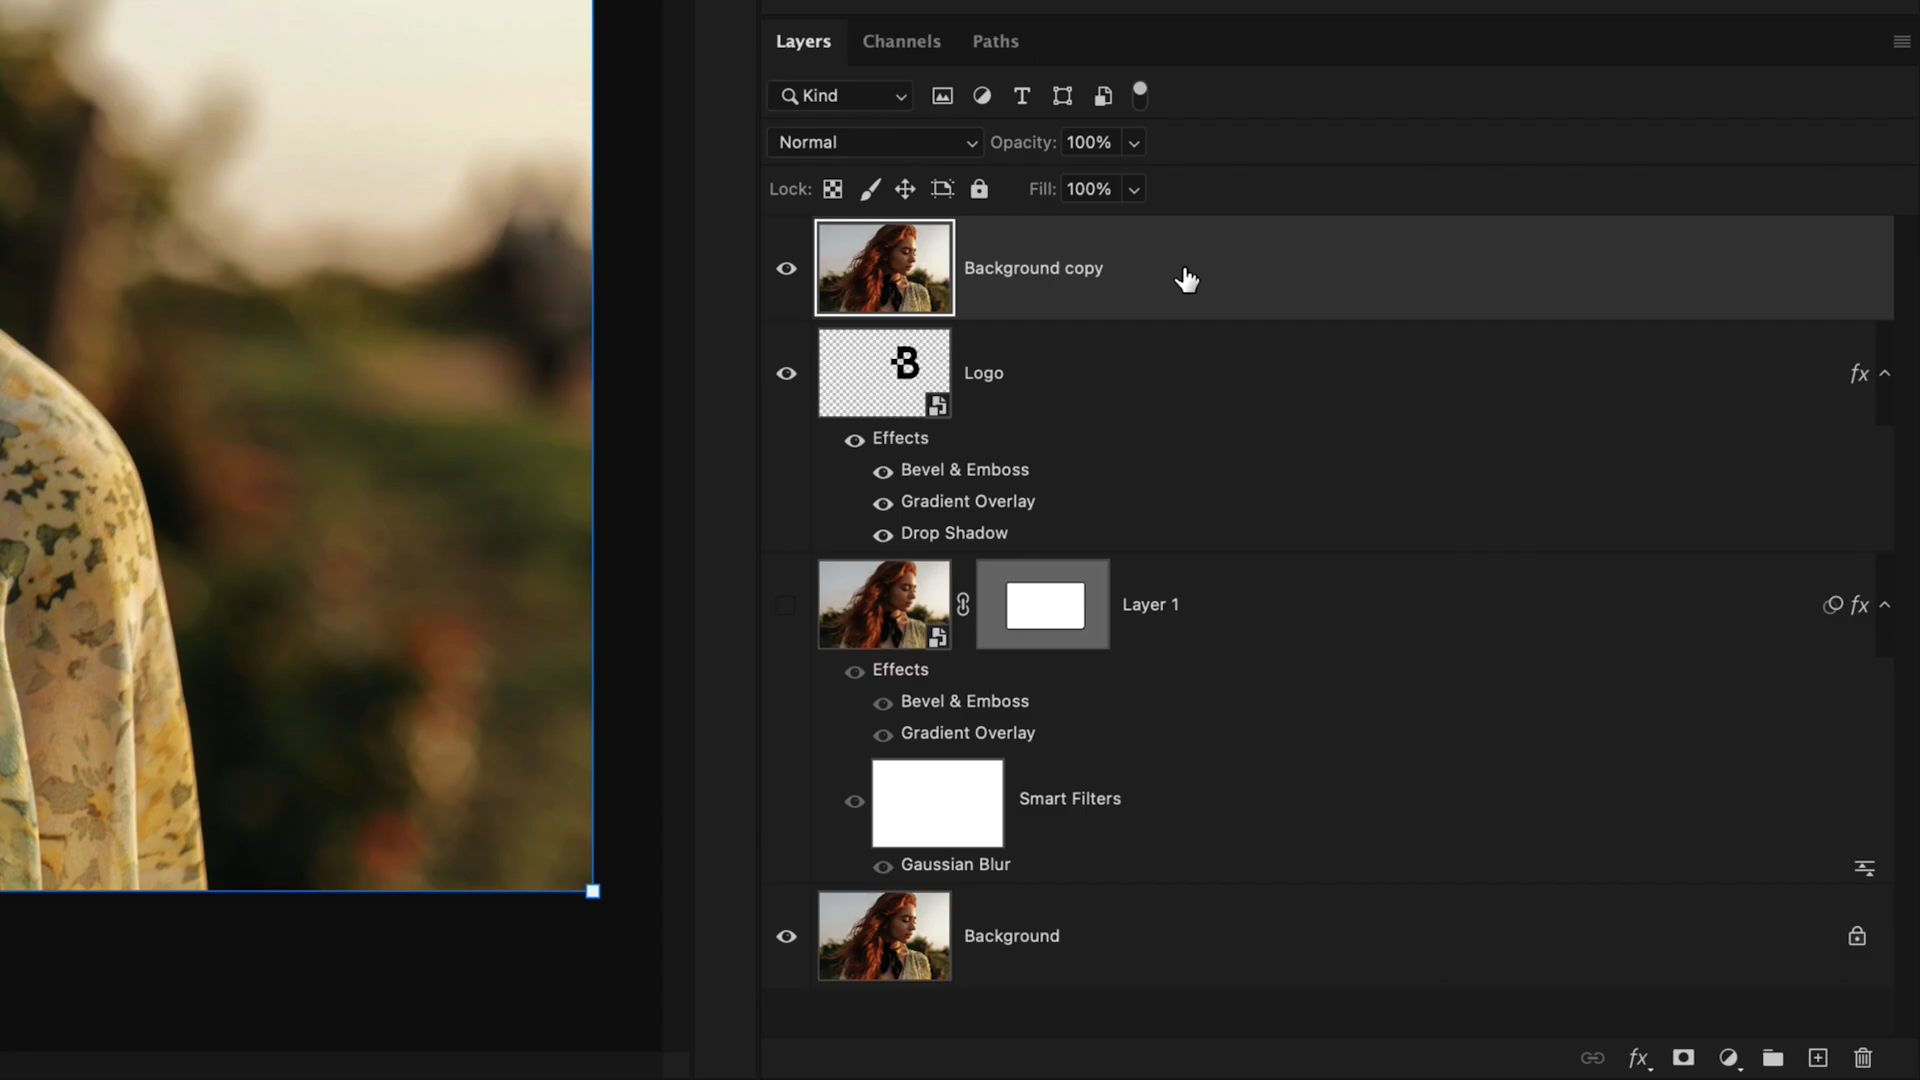 Layers Channels Paths
Kind
Normal Opacity: 100%
Lock: Fill: 100%
Background copy
B
Logo fx
Effects
Bevel & Emboss
Gradient Overlay
Drop Shadow
Layer 1 fx
Effects
Bevel & Emboss
Gradient Overlay
Smart Filters
Gaussian Blur
Background
fx